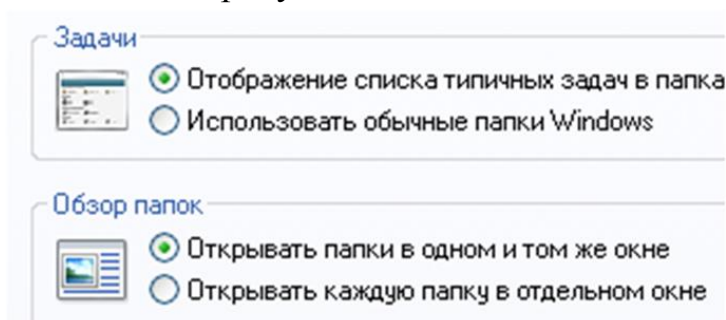 Задачи
Отображение списка типичных задач в папка
Использовать обычные папки Windows
Обзор папок
Открывать папки в одном и том же окне
Открывать каждую папку в отдельном окне